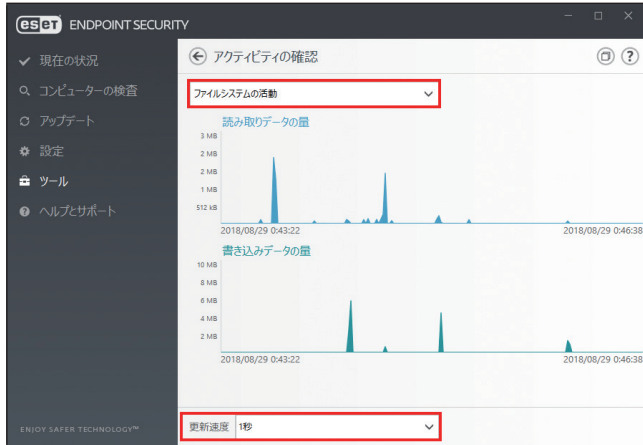 eset ENDPOINT SECURITY
現在の状況
コンピューターの検査
アップデート
設定
ツール
ヘルプとサポート
ENJOY SAFER TECHNOLOGY™
アクティビティの確認
?
ファイルシステムの活動
読み取りデータの量
3 MB
2 MB
2 MB
1 MB
512 kB
2018/08/29 0:43:22
2018/08/29 0:46:38
書き込みデータの量
10 MB
8 MB
6 MB
4 MB
2 MB
2018/08/29 0:43:22
2018/08/29 0:46:38
更新速度 1秒